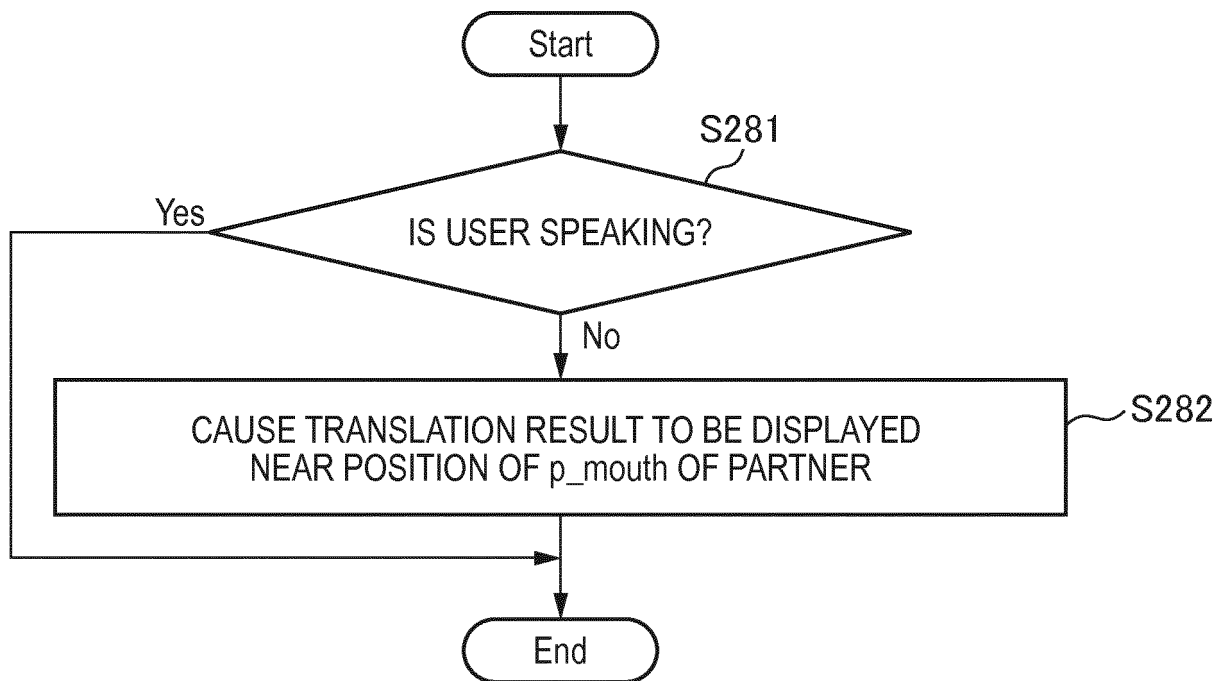 Start
S281
Yes
IS USER SPEAKING?
No
CAUSE TRANSLATION RESULT TO BE DISPLAYED
NEAR POSITION OF p_mouth OF PARTNER
S282
End